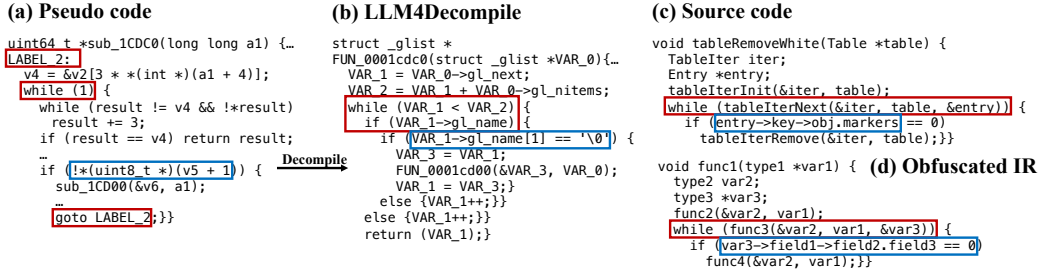 (a) Pseudo code
uint64_t *sub_1CDC0(long long a1) {…
LABEL_2:
v4 = &v2[3 * *(int *)(a1 + 4)];
while (1) {
while (result != v4 && !*result)
result += 3;
if (result == v4) return result;
…
if (!*(uint8_t *)(v5 + 1)) {
sub_1CD00(&v6, a1);
…
goto LABEL_2;}}
Decompile
(b) LLM4Decompile
struct _glist *
FUN_0001cdc0(struct _glist *VAR_0){…
VAR_1 = VAR_0->gl_next;
VAR_2 = VAR_1 + VAR_0->gl_nitems;
while (VAR_1 < VAR_2) {
if (VAR_1->gl_name) {
if (VAR_1->gl_name[1] == '\0') {
VAR_3 = VAR_1;
FUN_0001cd00(&VAR_3, VAR_0);
VAR_1 = VAR_3;}
else {VAR_1++;}}
else {VAR_1++;}}
return (VAR_1);}
(c) Source code
void tableRemoveWhite(Table *table) {
TableIter iter;
Entry *entry;
tableIterInit(&iter, table);
while (tableIterNext(&iter, table, &entry)) {
if (entry->key->obj.markers == 0)
tableIterRemove(&iter, table);}}
(d) Obfuscated IR
void func1(type1 *var1) {
type2 var2;
type3 *var3;
func2(&var2, var1);
while (func3(&var2, var1, &var3)) {
if (var3->field1->field2.field3 == 0)
func4(&var2, var1);}}